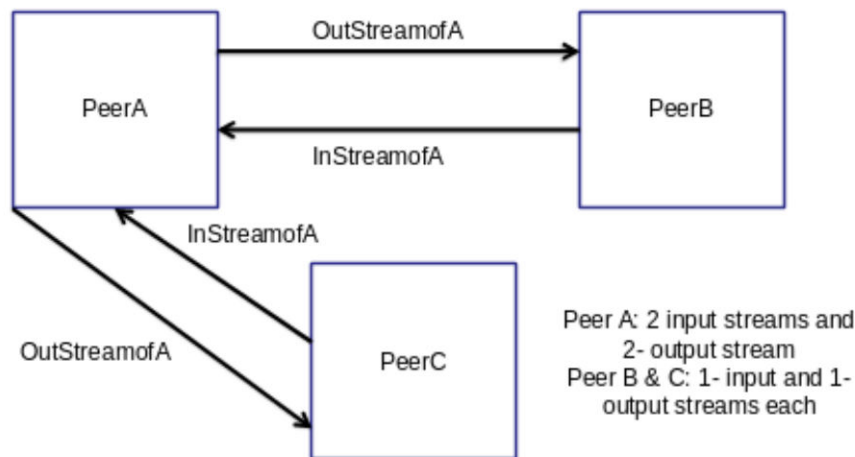 OutStreamofA
PeerA
PeerB
InStreamofA
InStreamofA
OutStreamofA
PeerC
Peer A: 2 input streams and
2- output stream
Peer B & C: 1- input and 1-
output streams each